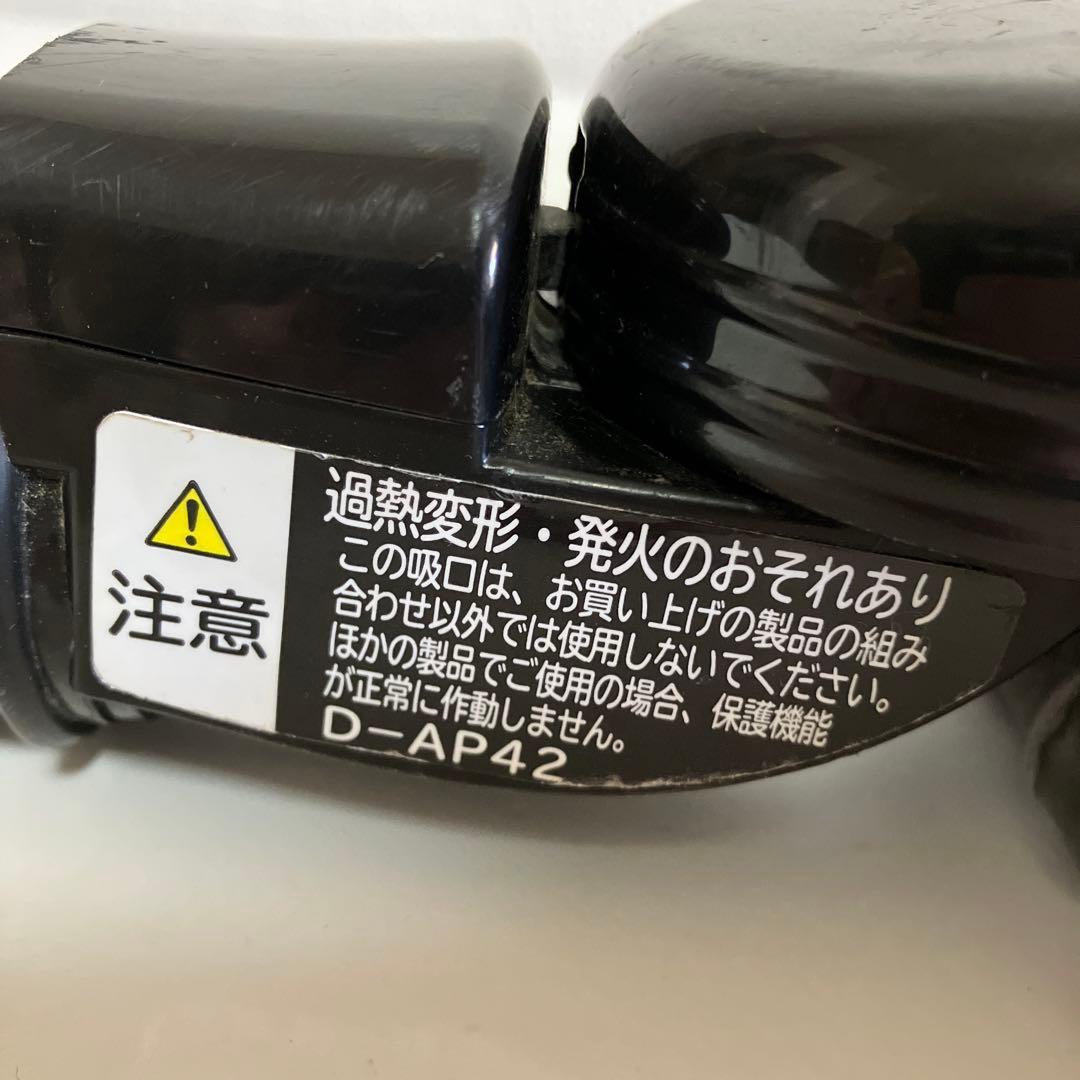 注意
過熱変形・発火のおそれあり
この吸口は、お買い上げの製品の組み
合わせ以外では使用しないでください。
ほかの製品でご使用の場合、保護機能
が正常に作動しません。
D-AP42